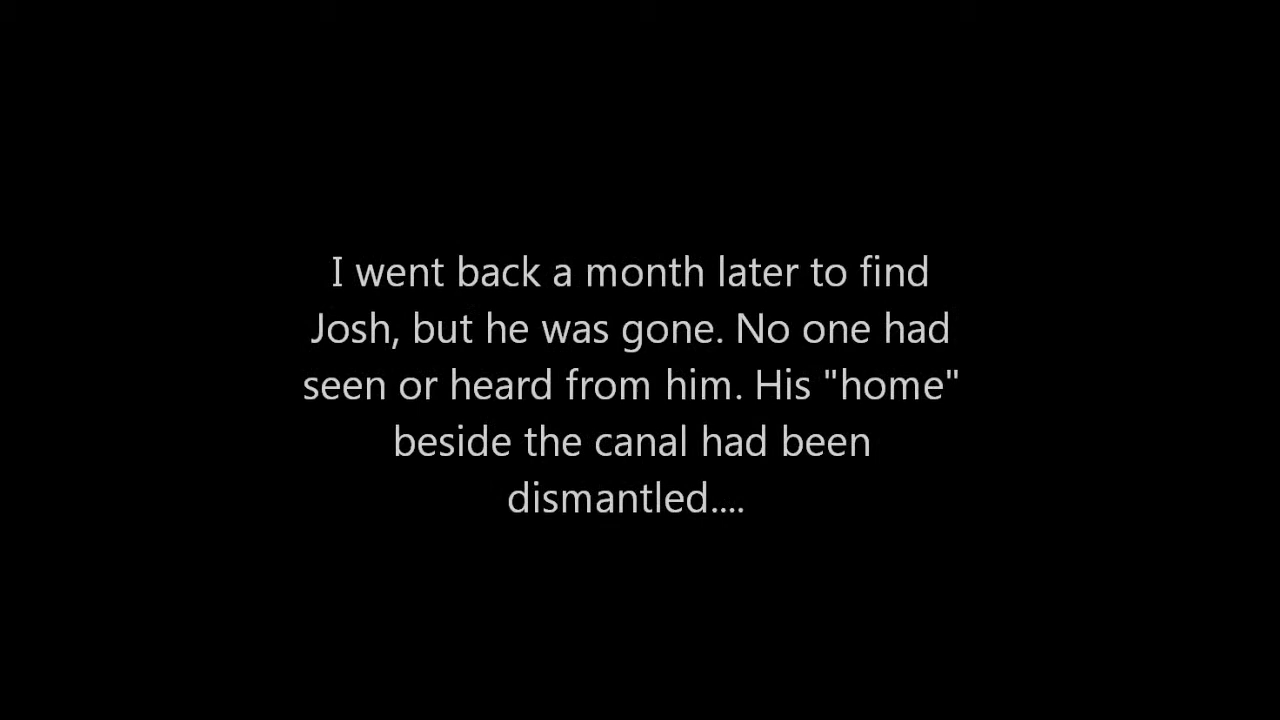 I went back a month later to find
Josh, but he was gone. No one had
seen or heard from him. His "home"
beside the canal had been
dismantled....